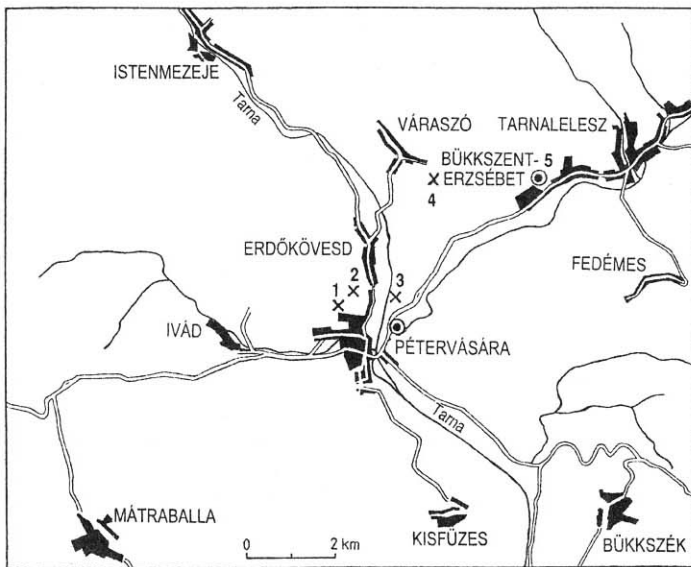 ISTENMEZEJE
Tarna
VÁRASZÓ
TARNALELESZ
BÜKKSZENT-
ERZSÉBET
5
4
ERDŐKÖVESD
FEDÉMES
2
3
1
IVÁD
PÉTERVÁSÁRA
Tarna
MÁTRABALLA
0 2 km
KISFÜZES
BÜKKSZÉK